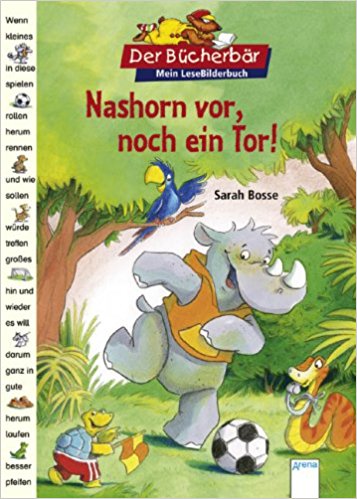 Der Bücherbär
Mein LeseBilderbuch
Nashorn vor,
noch ein Tor!
Sarah Bosse
Wenn
kleines
in diese
spielen
rollen
herum
rennen
und wie
sollen
würde
treffen
großes
hin und
wieder
es will
darum
ganz in
gute
herum
laufen
besser
pfeifen
Arena